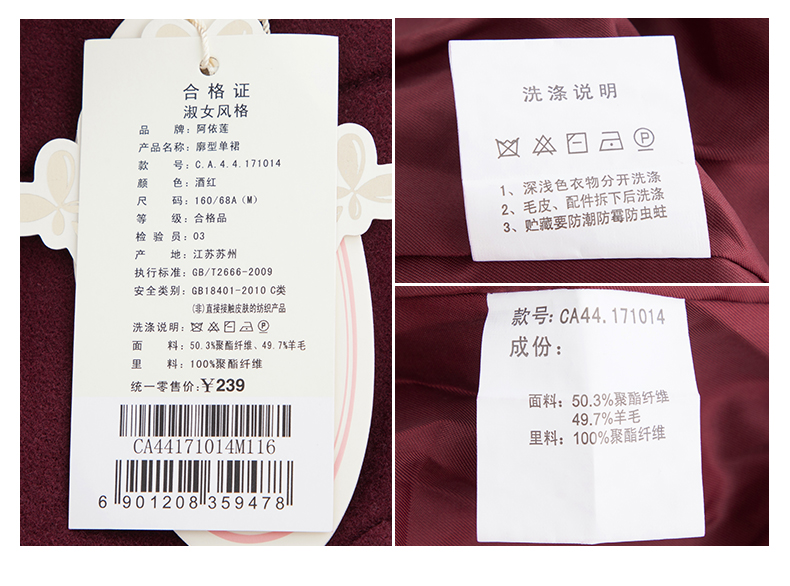 合格证
淑女风格
品 牌: 阿依莲
产品名称: 廓型单裙
款 号: C.A.4.4.171014
颜 色: 酒红
尺 码: 160/68A (M)
等 级: 合格品
检 验 员: 03
产 地: 江苏苏州
执行标准: GB/T2666-2009
安全类别: GB18401-2010 C类
(非)直接接触皮肤的纺织产品
洗涤说明:
面 料: 50.3%聚酯纤维、49.7%羊毛
里 料: 100%聚酯纤维
统一零售价: ¥239
CA44171014M116
6 901208 359478
洗涤说明
P
1、深浅色衣物分开洗涤
2、毛皮、配件拆下后洗涤
3、贮藏要防潮防霉防虫蛀
款号: CA44.171014
成份:
面料: 50.3%聚酯纤维
49.7%羊毛
里料: 100%聚酯纤维